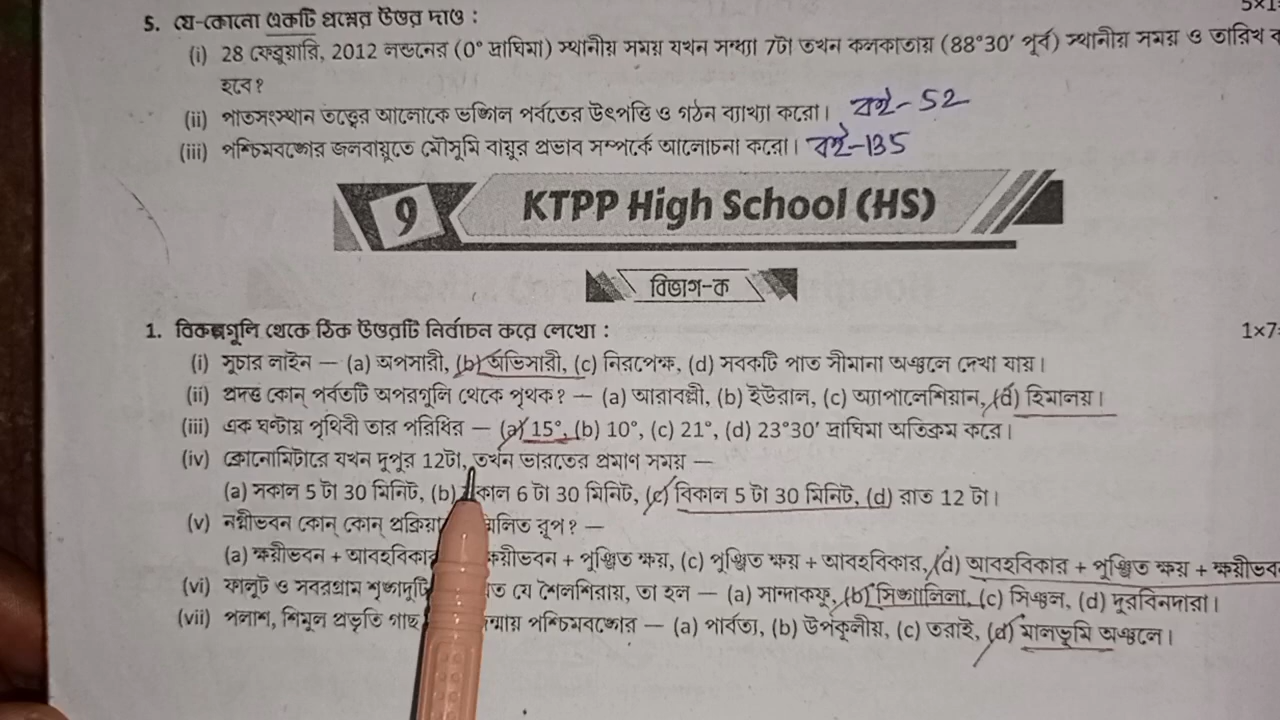 5. যে-কোনো একটি প্রশ্নের উত্তর দাও :
5×1
(i) 28 ফেব্রুয়ারি, 2012 লন্ডনের (0° দ্রাঘিমা) স্থানীয় সময় যখন সন্ধ্যা 7টা তখন কলকাতায় (88°30′ পূর্ব) স্থানীয় সময় ও তারিখ
হবে?
(ii) পাতসংস্থান তত্ত্বের আলোকে ভঙ্গিল পর্বতের উৎপত্তি ও গঠন ব্যাখ্যা করো। বই-52
(iii) পশ্চিমবঙ্গের জলবায়ুতে মৌসুমি বায়ুর প্রভাব সম্পর্কে আলোচনা করো। বই-135
9 KTPP High School (HS)
বিভাগ-ক
1. বিকল্পগুলি থেকে ঠিক উত্তরটি নির্বাচন করে লেখো :
1×7
(i) সূচার লাইন — (a) অপসারী, (b) অভিসারী, (c) নিরপেক্ষ, (d) সবকটি পাত সীমানা অঞ্চলে দেখা যায়।
(ii) প্রদত্ত কোন্ পর্বতটি অপরগুলি থেকে পৃথক? — (a) আরাবল্লী, (b) ইউরাল, (c) অ্যাপালেশিয়ান, (d) হিমালয়।
(iii) এক ঘণ্টায় পৃথিবী তার পরিধির — (a) 15°, (b) 10°, (c) 21°, (d) 23°30′ দ্রাঘিমা অতিক্রম করে।
(iv) ক্রোনোমিটারে যখন দুপুর 12টা, তখন ভারতের প্রমাণ সময় —
(a) সকাল 5 টা 30 মিনিট, (b) সকাল 6 টা 30 মিনিট, (c) বিকাল 5 টা 30 মিনিট, (d) রাত 12 টা।
(v) নগ্নীভবন কোন্ কোন্ প্রক্রিয়া রূপ? —
(a) ক্ষয়ীভবন + আবহবিকার ক্ষয়ীভবন + পুঞ্জিত ক্ষয়, (c) পুঞ্জিত ক্ষয় + আবহবিকার, (d) আবহবিকার + পুঞ্জিত ক্ষয় + ক্ষয়ীভব
(vi) ফালুট ও সবরগ্রাম শৃঙ্গদুটি যে শৈলশিরায়, তা হল — (a) সান্দাকফু, (b) সিঙ্গালিলা, (c) সিঞ্চল, (d) দূরবিনদারা।
(vii) পলাশ, শিমুল প্রভৃতি গাছ পশ্চিমবঙ্গের — (a) পার্বত্য, (b) উপকূলীয়, (c) তরাই, (d) মালভূমি অঞ্চলে।